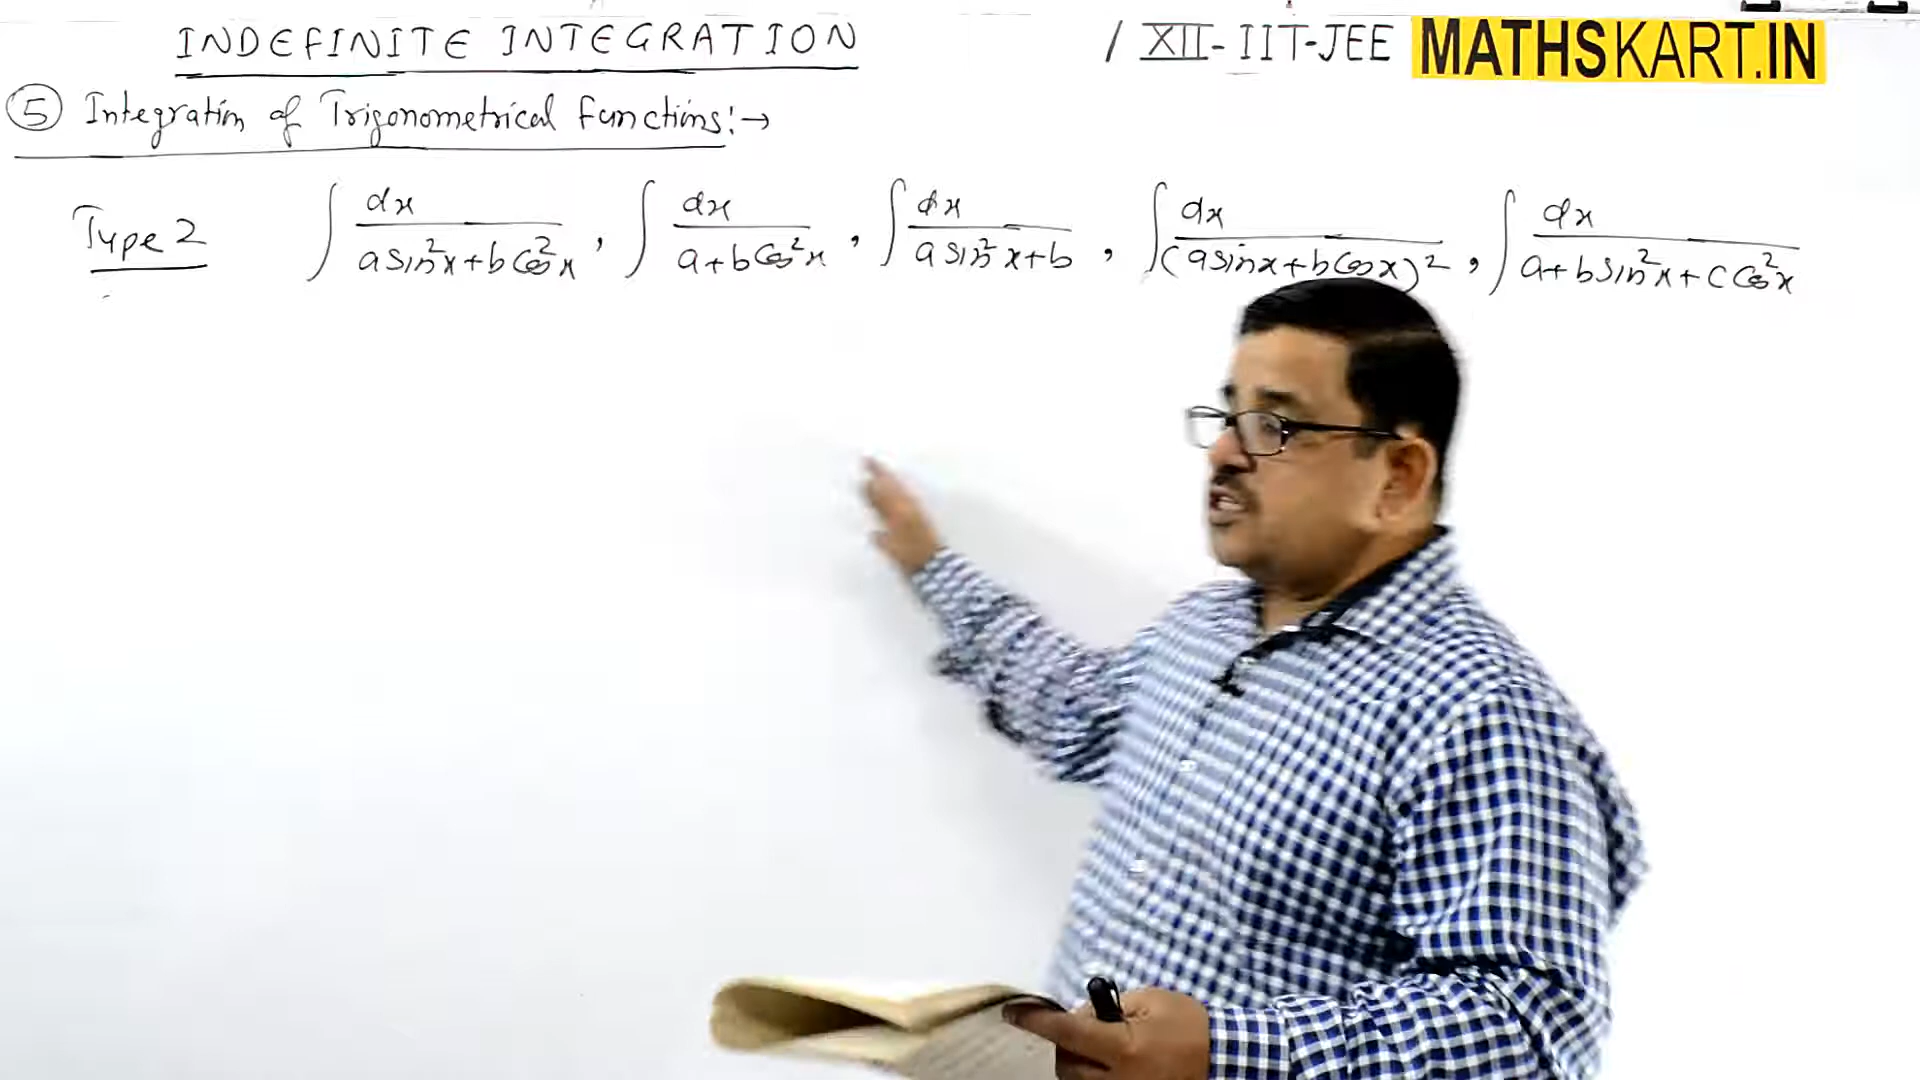 INDEFINITE INTEGRATION / XII-IIT-JEE MATHSKART.IN
⑤ Integration of Trigonometrical Functions:→
Type 2 ∫ dx/(a sin²x + b cos²x) , ∫ dx/(a + b cos²x) , ∫ dx/(a sin²x + b) , ∫ dx/(a sinx + b cosx)² , ∫ dx/(a + b sin²x + c cos²x)